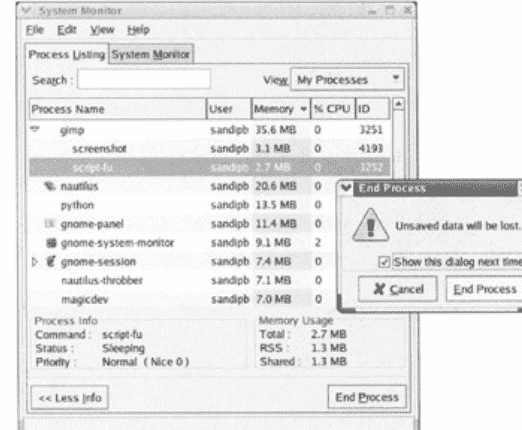 System Monitor
File Edit View Help
Process Listing System Monitor
Search : View My Processes
Process Name User Memory % CPU ID
gimp sandipb 35.6 MB 0 3251
screenshot sandipb 3.1 MB 0 4193
script-fu sandipb 2.7 MB 0 3252
nautilus sandipb 20.6 MB 0
python sandipb 13.5 MB 0
gnome-panel sandipb 11.4 MB 0
gnome-system-monitor sandipb 9.1 MB 2
gnome-session sandipb 7.4 MB 0
nautilus-throbber sandipb 7.1 MB 0
magicdev sandipb 7.0 MB 0
End Process
Unsaved data will be lost.
Show this dialog next time
Cancel End Process
Process Info Memory Usage
Command : script-fu Total : 2.7 MB
Status : Sleeping RSS : 1.3 MB
Priority : Normal ( Nice 0 ) Shared : 1.3 MB
<< Less Info End Process